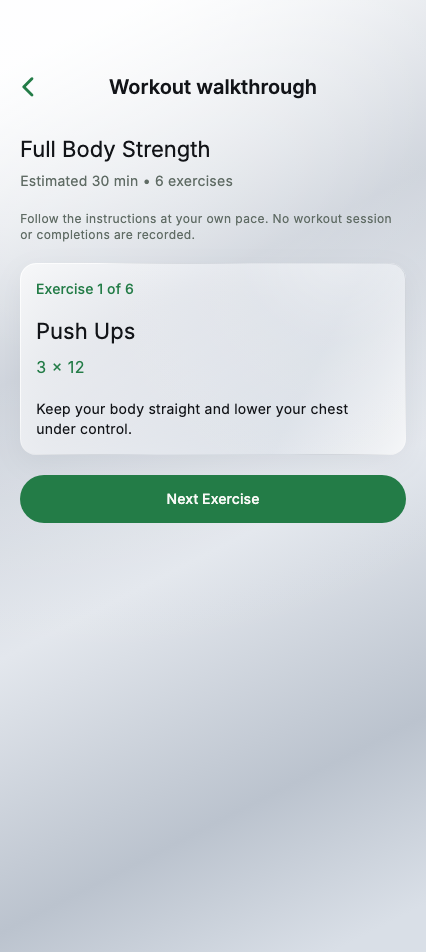 Workout walkthrough
Full Body Strength
Estimated 30 min • 6 exercises
Follow the instructions at your own pace. No workout session
or completions are recorded.
Exercise 1 of 6
Push Ups
3 × 12
Keep your body straight and lower your chest
under control.
Next Exercise